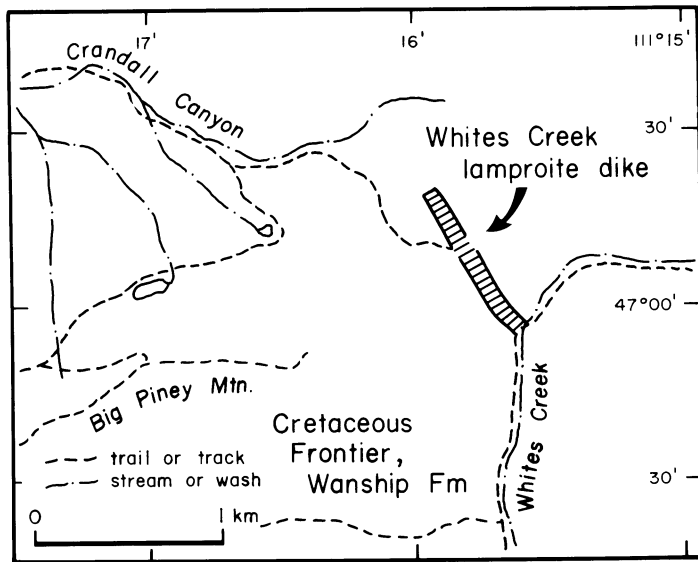 17'
16'
111° 15'
Crandall
Canyon
30'
Whites Creek
lamproite dike
47°00'
Big Piney Mtn.
Cretaceous
Frontier,
Wanship Fm
Whites Creek
trail or track
stream or wash
30'
0
1 km